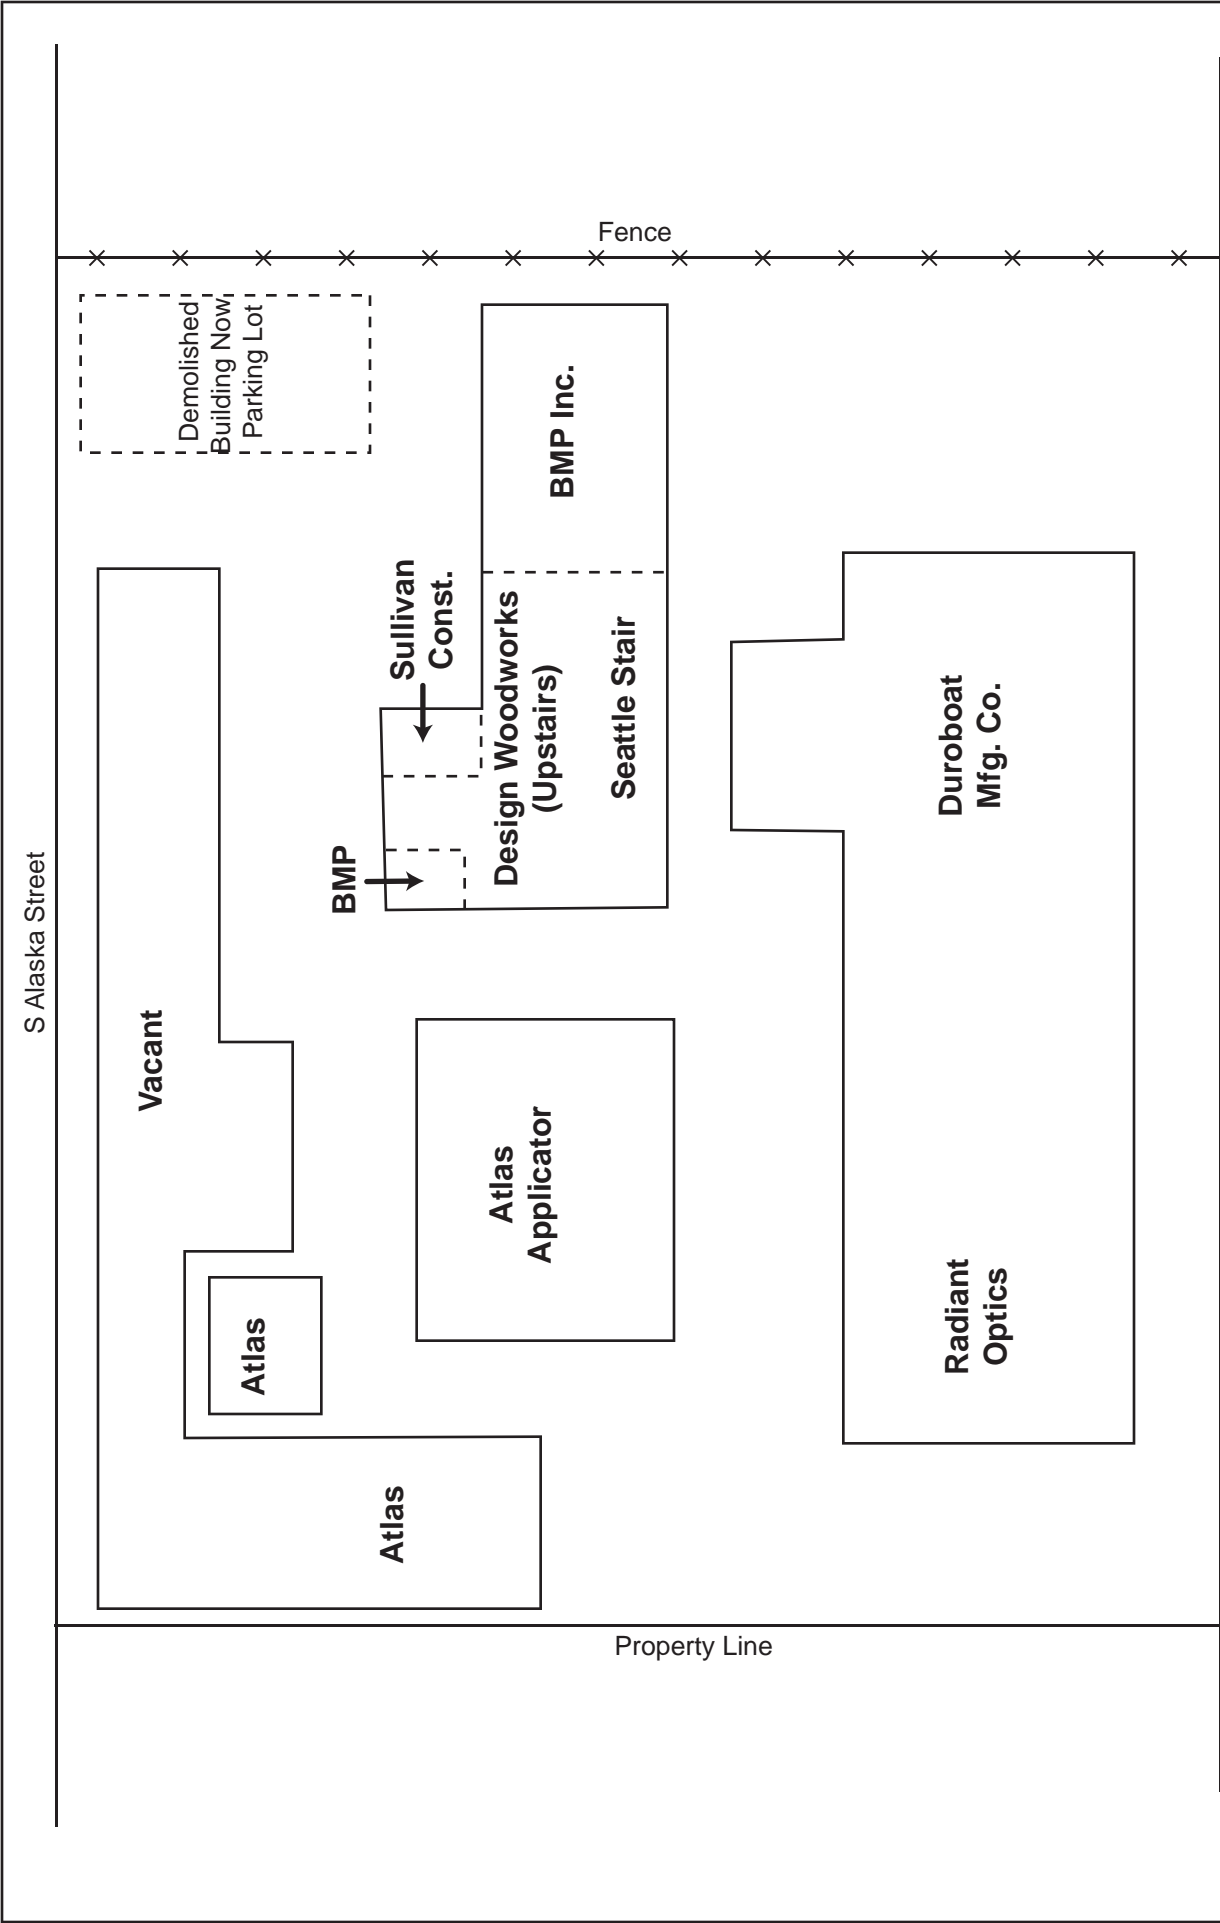 S Alaska Street
Fence
Demolished
Building Now
Parking Lot
BMP Inc.
Sullivan
Const.
Design Woodworks
(Upstairs)
Seattle Stair
BMP
Vacant
Duroboat
Mfg. Co.
Atlas
Applicator
Atlas
Radiant
Optics
Atlas
Property Line